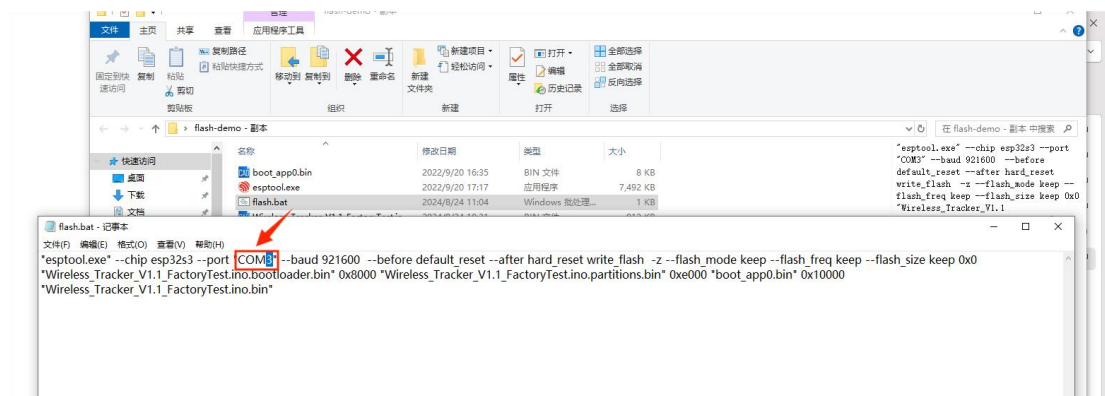 管理
文件 主页 共享 查看 应用程序工具
固定到快速访问
复制
粘贴
复制路径
粘贴快捷方式
剪切
剪贴板
移动到 复制到 删除 重命名
组织
新建文件夹
新建项目
轻松访问
新建
属性
打开
编辑
历史记录
打开
全部选择
全部取消
反向选择
选择
flash-demo - 副本
在 flash-demo - 副本 中搜索
快速访问
桌面
下载
文档
名称 修改日期 类型 大小
boot_app0.bin 2022/9/20 16:35 BIN 文件 8 KB
esptool.exe 2022/9/20 17:17 应用程序 7,492 KB
flash.bat 2024/8/24 11:04 Windows 批处理... 1 KB
"esptool.exe" --chip esp32s3 --port
"COM3" --baud 921600 --before
default_reset --after hard_reset
write_flash -z --flash_mode keep --
flash_freq keep --flash_size keep 0x0
"Wireless_Tracker_V1.1
flash.bat - 记事本
文件(F) 编辑(E) 格式(O) 查看(V) 帮助(H)
"esptool.exe" --chip esp32s3 --port "COM3" --baud 921600 --before default_reset --after hard_reset write_flash -z --flash_mode keep --flash_freq keep --flash_size keep 0x0
"Wireless_Tracker_V1.1_FactoryTest.ino.bootloader.bin" 0x8000 "Wireless_Tracker_V1.1_FactoryTest.ino.partitions.bin" 0xe000 "boot_app0.bin" 0x10000
"Wireless_Tracker_V1.1_FactoryTest.ino.bin"